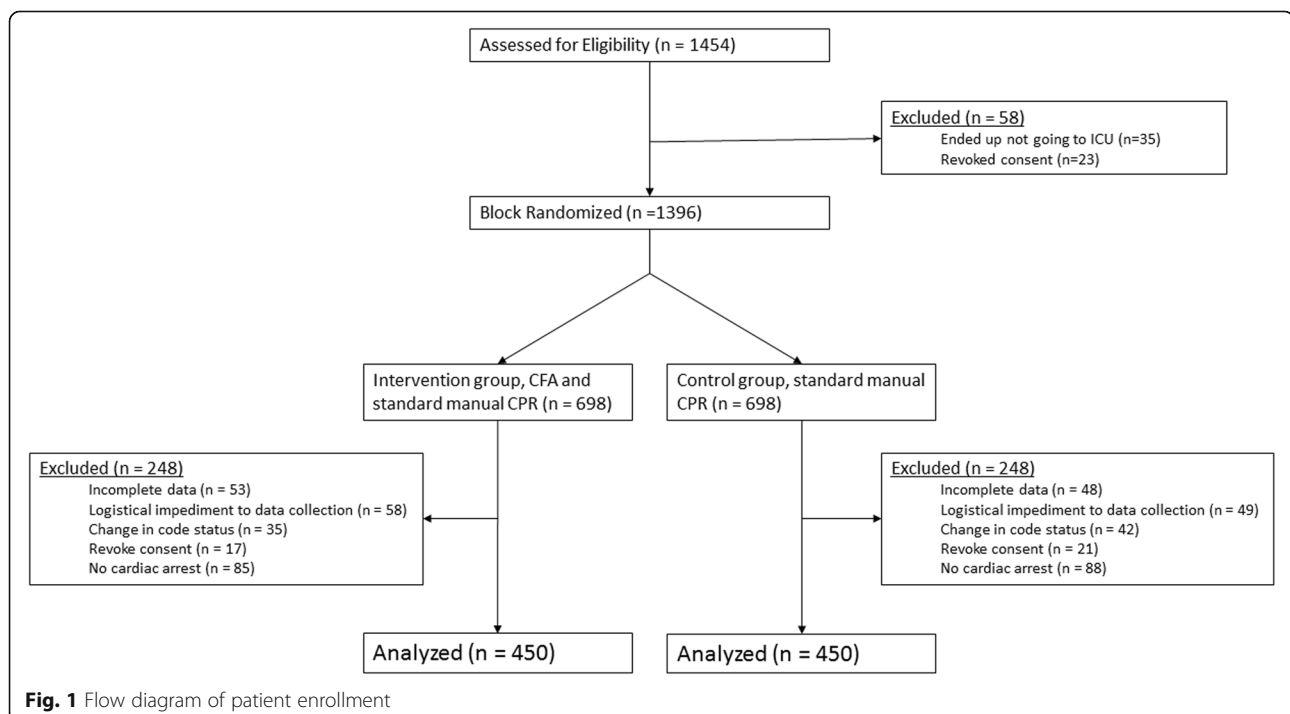 Assessed for Eligibility (n = 1454)
Excluded (n = 58)
Ended up not going to ICU (n=35)
Revoked consent (n=23)
Block Randomized (n =1396)
Intervention group, CFA and
standard manual CPR (n = 698)
Control group, standard manual
CPR (n = 698)
Excluded (n = 248)
Incomplete data (n = 53)
Logistical impediment to data collection (n = 58)
Change in code status (n = 35)
Revoke consent (n = 17)
No cardiac arrest (n = 85)
Excluded (n = 248)
Incomplete data (n = 48)
Logistical impediment to data collection (n = 49)
Change in code status (n = 42)
Revoke consent (n = 21)
No cardiac arrest (n = 88)
Analyzed (n = 450)
Analyzed (n = 450)
Fig. 1 Flow diagram of patient enrollment